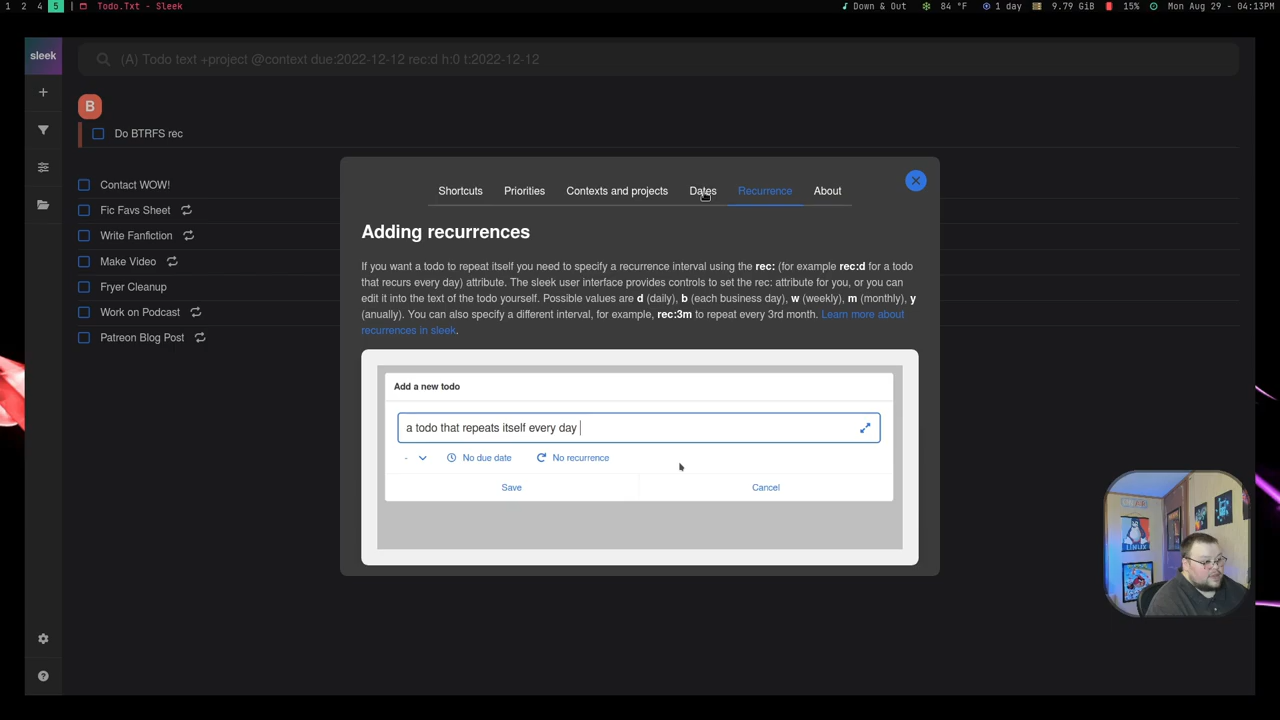 1 2 4 5 | Todo.Txt - Sleek
Down & Out 84 °F 1 day 9.79 GiB 15% Mon Aug 29 - 04:13PM
sleek
(A) Todo text +project @context due:2022-12-12 rec:d h:0 t:2022-12-12
B
Do BTRFS rec
Contact WOW!
Fic Favs Sheet
Write Fanfiction
Make Video
Fryer Cleanup
Work on Podcast
Patreon Blog Post
Shortcuts Priorities Contexts and projects Dates Recurrence About
Adding recurrences
If you want a todo to repeat itself you need to specify a recurrence interval using the rec: (for example rec:d for a todo
that recurs every day) attribute. The sleek user interface provides controls to set the rec: attribute for you, or you can
edit it into the text of the todo yourself. Possible values are d (daily), b (each business day), w (weekly), m (monthly), y
(anually). You can also specify a different interval, for example, rec:3m to repeat every 3rd month. Learn more about
recurrences in sleek.
Add a new todo
a todo that repeats itself every day
- No due date No recurrence
Save Cancel
LINUX